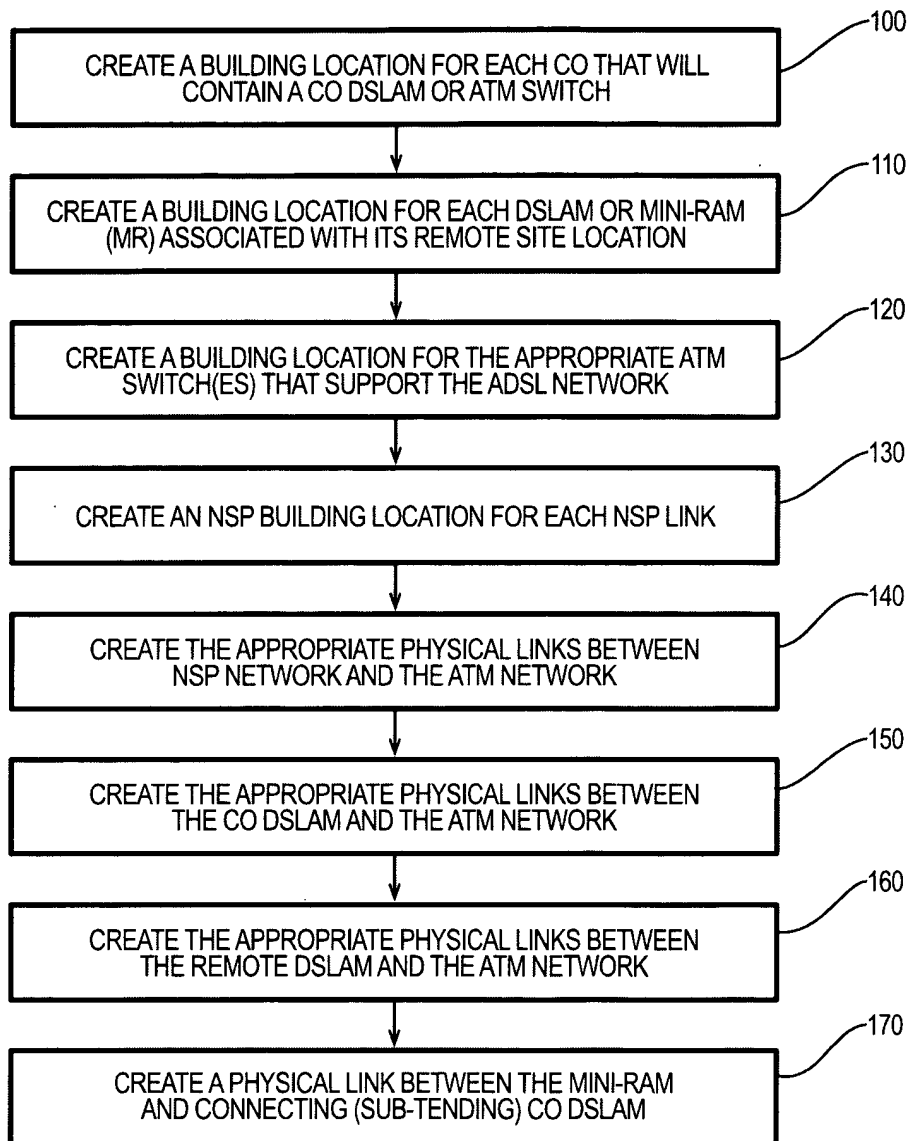 100
CREATE A BUILDING LOCATION FOR EACH CO THAT WILL
CONTAIN A CO DSLAM OR ATM SWITCH
110
CREATE A BUILDING LOCATION FOR EACH DSLAM OR MINI-RAM
(MR) ASSOCIATED WITH ITS REMOTE SITE LOCATION
120
CREATE A BUILDING LOCATION FOR THE APPROPRIATE ATM
SWITCH(ES) THAT SUPPORT THE ADSL NETWORK
130
CREATE AN NSP BUILDING LOCATION FOR EACH NSP LINK
140
CREATE THE APPROPRIATE PHYSICAL LINKS BETWEEN
NSP NETWORK AND THE ATM NETWORK
150
CREATE THE APPROPRIATE PHYSICAL LINKS BETWEEN
THE CO DSLAM AND THE ATM NETWORK
160
CREATE THE APPROPRIATE PHYSICAL LINKS BETWEEN
THE REMOTE DSLAM AND THE ATM NETWORK
170
CREATE A PHYSICAL LINK BETWEEN THE MINI-RAM
AND CONNECTING (SUB-TENDING) CO DSLAM